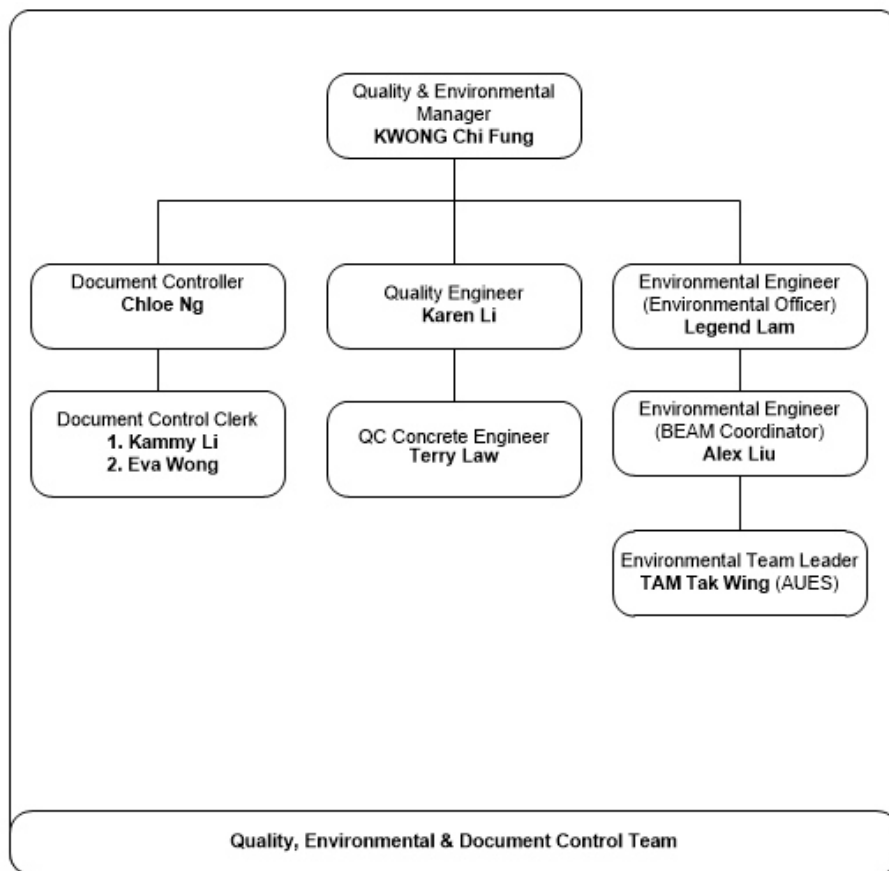 Quality & Environmental
Manager
KWONG Chi Fung
Document Controller
Chloe Ng
Quality Engineer
Karen Li
Environmental Engineer
(Environmental Officer)
Legend Lam
Document Control Clerk
1. Kammy Li
2. Eva Wong
QC Concrete Engineer
Terry Law
Environmental Engineer
(BEAM Coordinator)
Alex Liu
Environmental Team Leader
TAM Tak Wing (AUES)
Quality, Environmental & Document Control Team